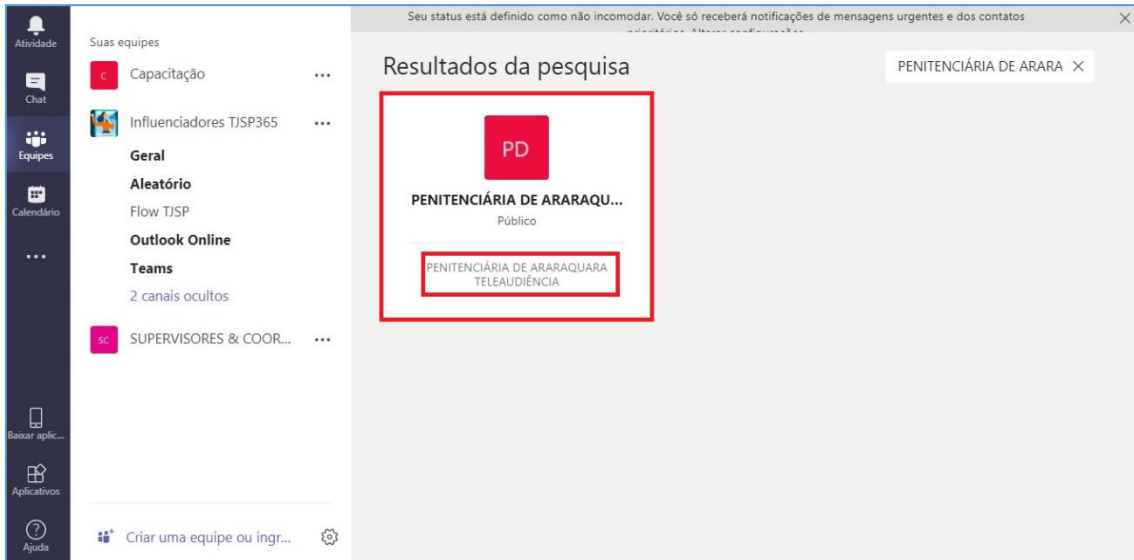 Seu status está definido como não incomodar. Você só receberá notificações de mensagens urgentes e dos contatos
prioritários. Alterar configurações
Atividade
Chat
Equipes
Calendário
Baixar aplic...
Aplicativos
Ajuda
Suas equipes
C
Capacitação
Influenciadores TJSP365
Geral
Aleatório
Flow TJSP
Outlook Online
Teams
2 canais ocultos
SC
SUPERVISORES & COOR...
Criar uma equipe ou ingr...
Resultados da pesquisa
PENITENCIÁRIA DE ARARA
PD
PENITENCIÁRIA DE ARARAQU...
Público
PENITENCIÁRIA DE ARARAQUARA
TELEAUDIÊNCIA